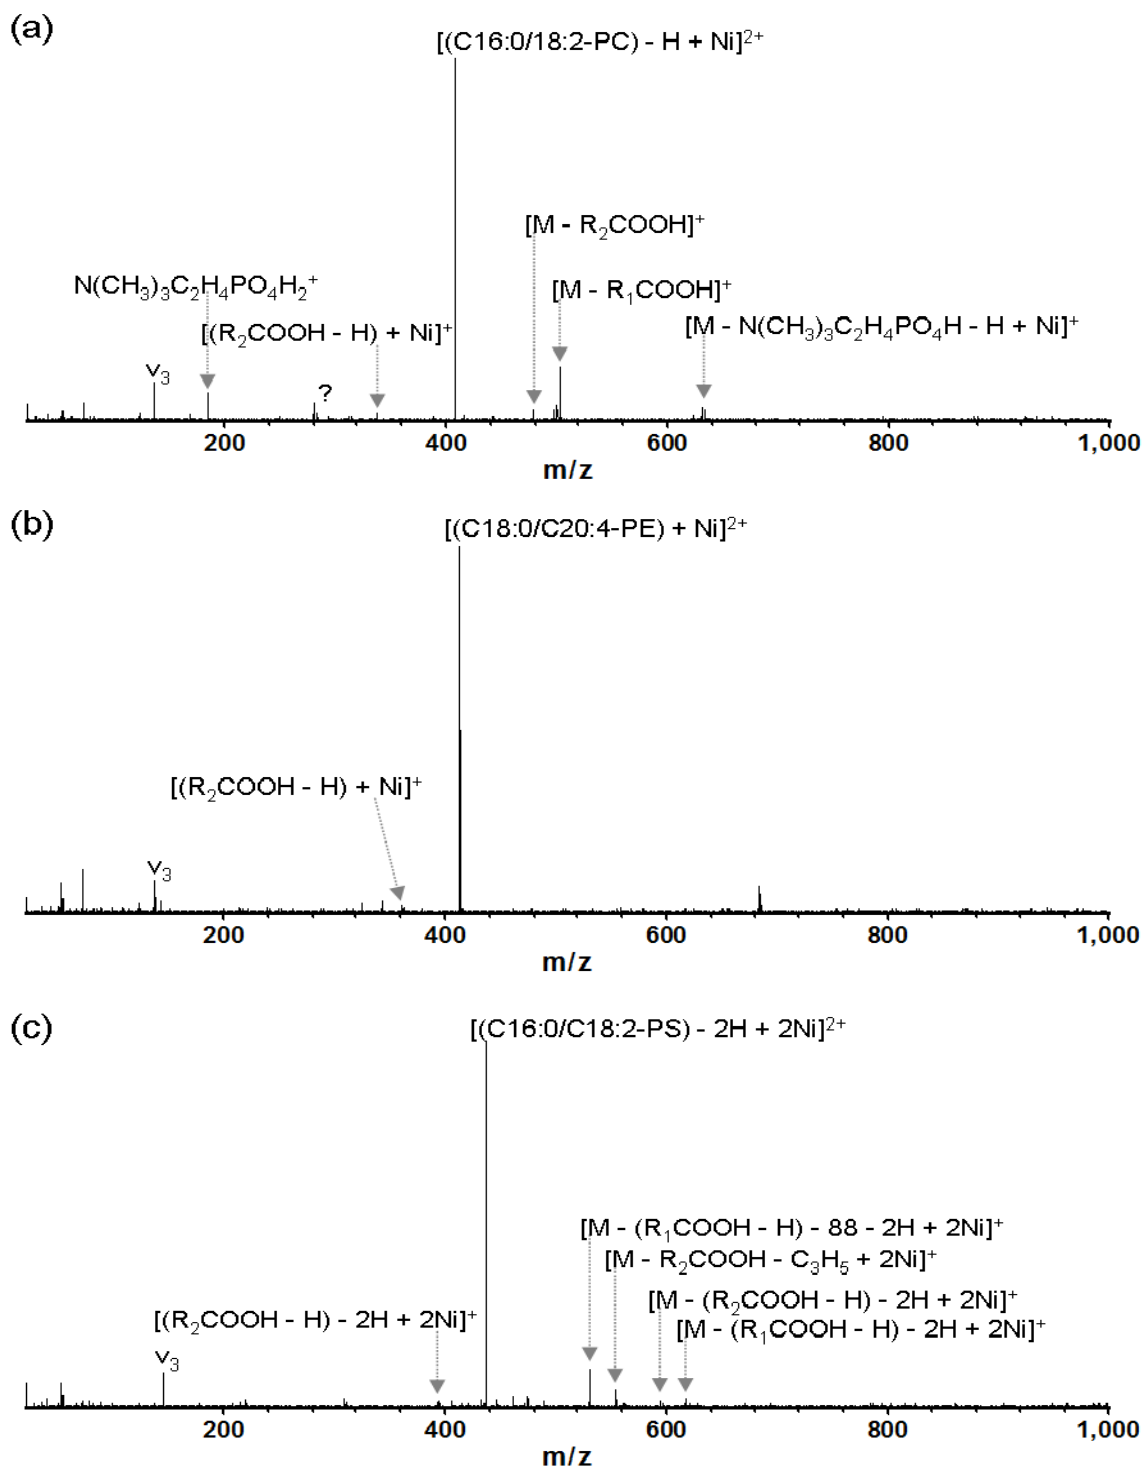 (a)
[(C16:0/18:2-PC) - H + Ni]²⁺
[M - R₂COOH]⁺
N(CH₃)₃C₂H₄PO₄H₂⁺
[M - R₁COOH]⁺
[(R₂COOH - H) + Ni]⁺
[M - N(CH₃)₃C₂H₄PO₄H - H + Ni]⁺
v₃
?
200 400 600 800 1,000
m/z
(b)
[(C18:0/C20:4-PE) + Ni]²⁺
[(R₂COOH - H) + Ni]⁺
v₃
200 400 600 800 1,000
m/z
(c)
[(C16:0/C18:2-PS) - 2H + 2Ni]²⁺
[M - (R₁COOH - H) - 88 - 2H + 2Ni]⁺
[M - R₂COOH - C₃H₅ + 2Ni]⁺
[M - (R₂COOH - H) - 2H + 2Ni]⁺
[(R₂COOH - H) - 2H + 2Ni]⁺
[M - (R₁COOH - H) - 2H + 2Ni]⁺
v₃
200 400 600 800 1,000
m/z